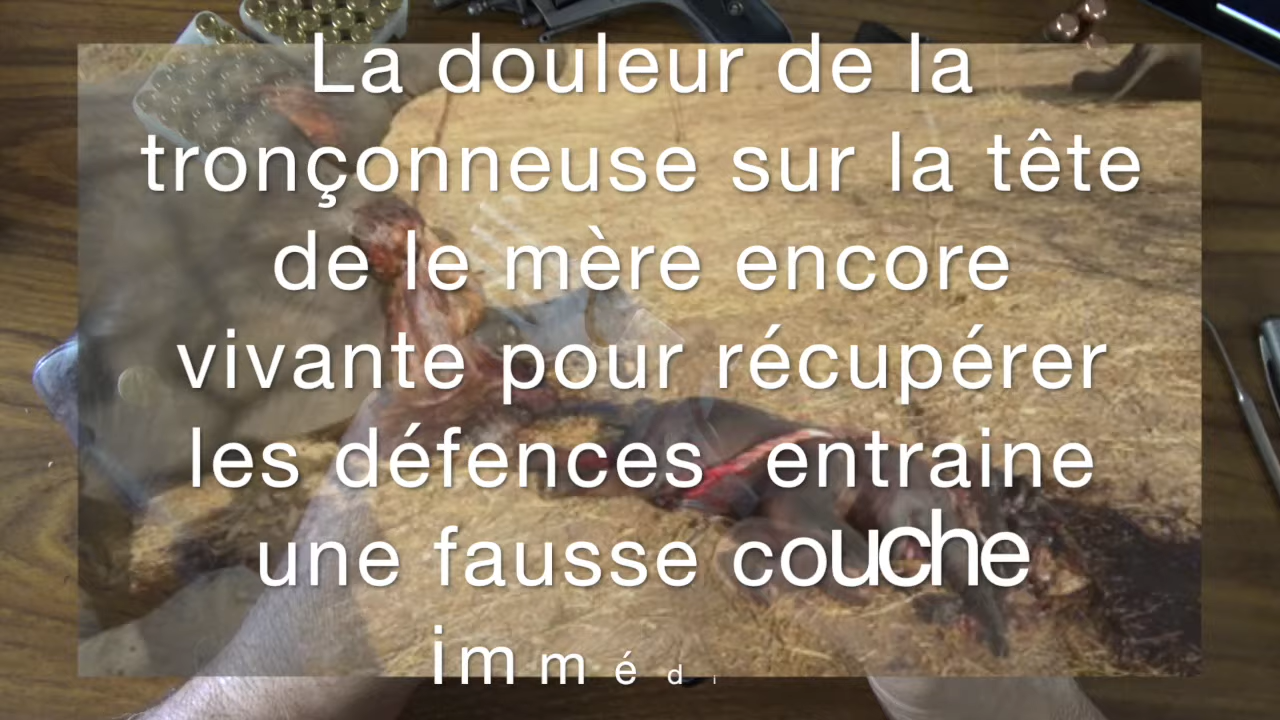 La douleur de la
tronçonneuse sur la tête
de le mère encore
vivante pour récupérer
les défences entraine
une fausse couche
immédi